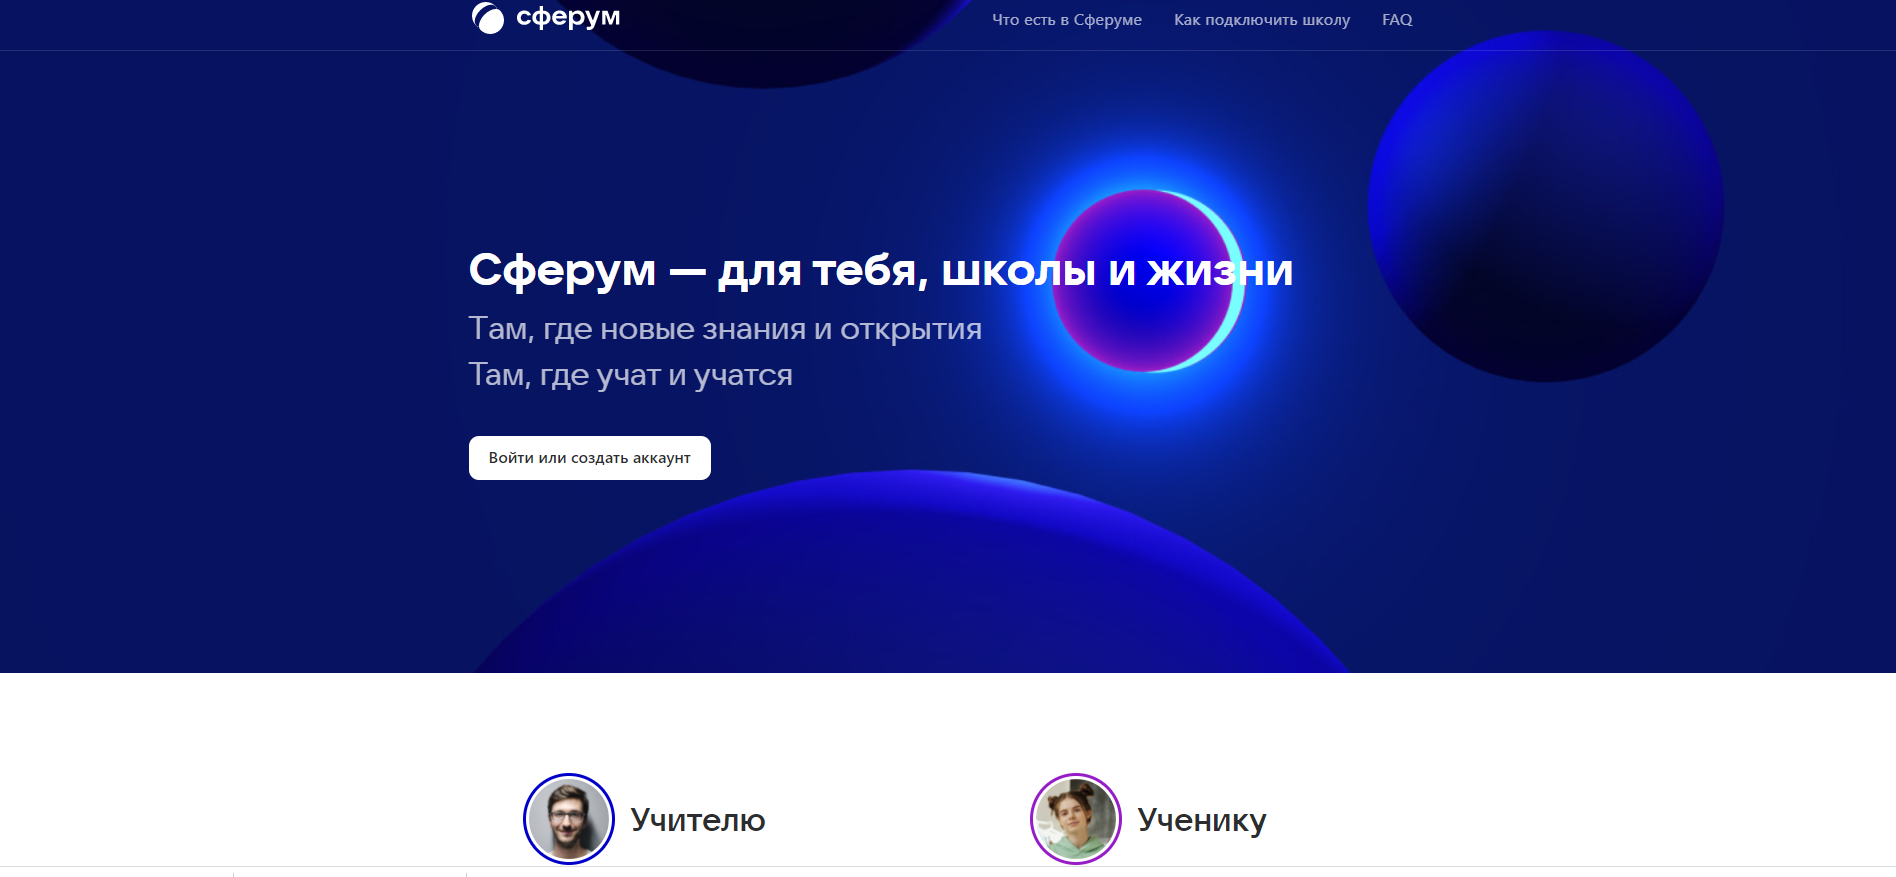 сферум
Что есть в Сферуме
Как подключить школу
FAQ
Сферум — для тебя, школы и жизни
Там, где новые знания и открытия
Там, где учат и учатся
Войти или создать аккаунт
Учителю
Ученику